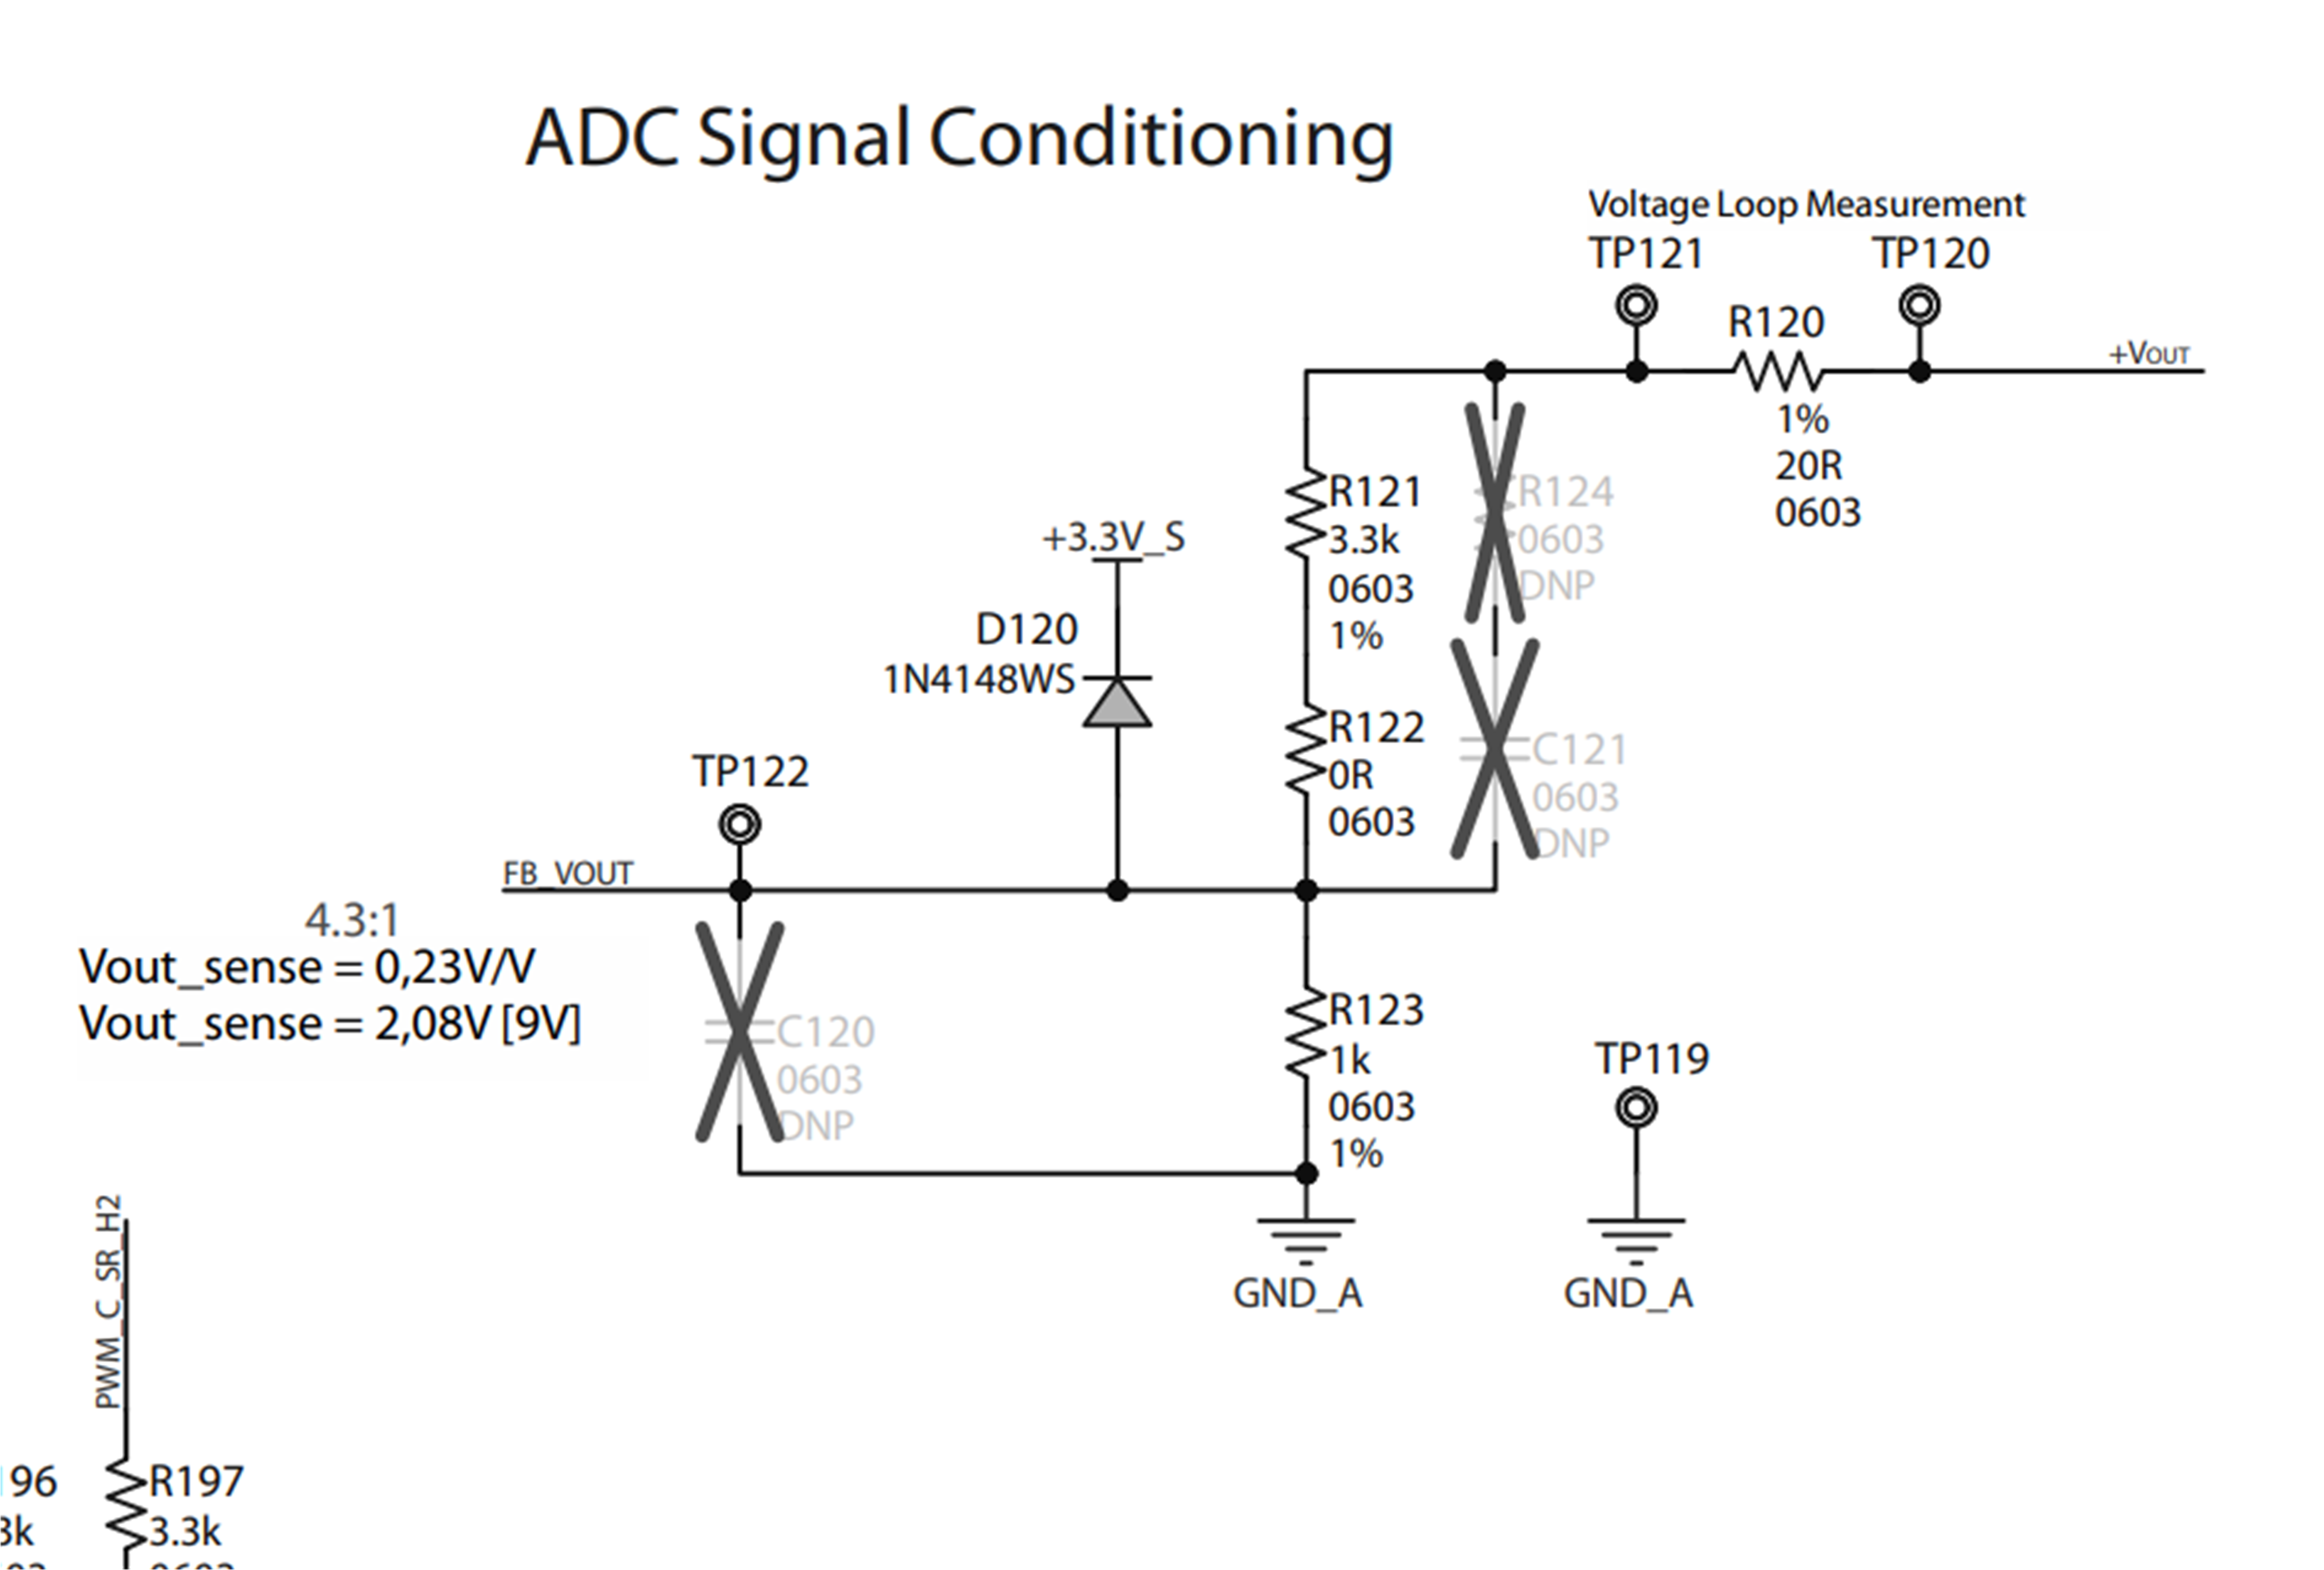 ADC Signal Conditioning
Voltage Loop Measurement
TP121
TP120
R120
+VOUT
1%
20R
0603
R121
3.3k
0603
1%
R124
0603
DNP
+3.3V_S
D120
1N4148WS
R122
0R
0603
C121
0603
DNP
TP122
FB_VOUT
4.3:1
Vout_sense = 0,23V/V
Vout_sense = 2,08V [9V]
C120
0603
DNP
R123
1k
0603
1%
TP119
GND_A
GND_A
PWM_C_SR_H2
96
R197
3.3k